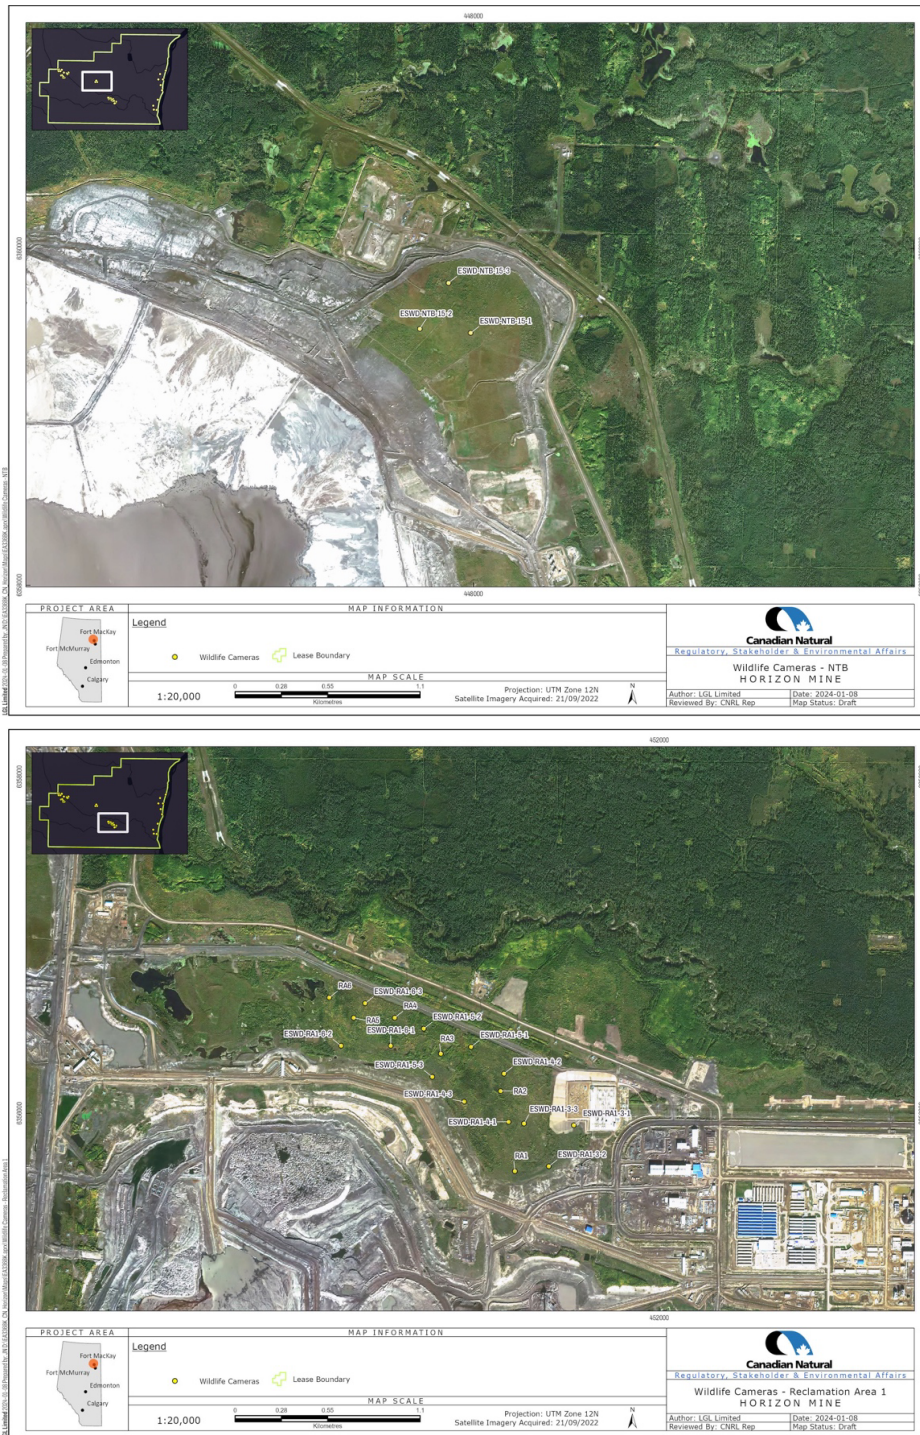 448000
6360000
ESWD-NTB-15-3
ESWD-NTB-15-2
ESWD-NTB-15-1
6358000
448000
PROJECT AREA
Fort MacKay
Fort McMurray
Edmonton
Calgary
MAP INFORMATION
Legend
Wildlife Cameras
Lease Boundary
MAP SCALE
1:20,000
0 0.28 0.55 1.1
Kilometres
Projection: UTM Zone 12N
Satellite Imagery Acquired: 21/09/2022
N
Canadian Natural
Regulatory, Stakeholder & Environmental Affairs
Wildlife Cameras - NTB
HORIZON MINE
Author: LGL Limited
Date: 2024-01-08
Reviewed By: CNRL Rep
Map Status: Draft
452000
6358000
RA6
ESWD-RA1-6-3
RA5
RA4
ESWD-RA1-6-2
ESWD-RA1-6-1
RA3
ESWD-RA1-5-1
ESWD-RA1-5-3
ESWD-RA1-4-2
ESWD-RA1-4-3
RA2
6356000
ESWD-RA1-4-1
ESWD-RA1-3-3
ESWD-RA1-3-1
RA1
ESWD-RA1-3-2
452000
PROJECT AREA
Fort MacKay
Fort McMurray
Edmonton
Calgary
MAP INFORMATION
Legend
Wildlife Cameras
Lease Boundary
MAP SCALE
1:20,000
0 0.28 0.55 1.1
Kilometres
Projection: UTM Zone 12N
Satellite Imagery Acquired: 21/09/2022
N
Canadian Natural
Regulatory, Stakeholder & Environmental Affairs
Wildlife Cameras - Reclamation Area 1
HORIZON MINE
Author: LGL Limited
Date: 2024-01-08
Reviewed By: CNRL Rep
Map Status: Draft